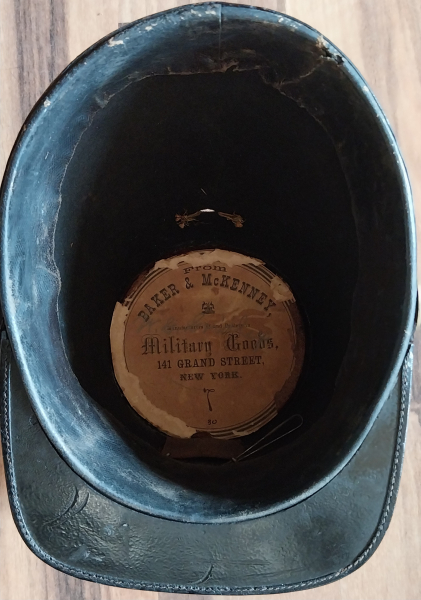 From
BAKER & McKENNEY,
Military Goods,
141 GRAND STREET,
NEW YORK.